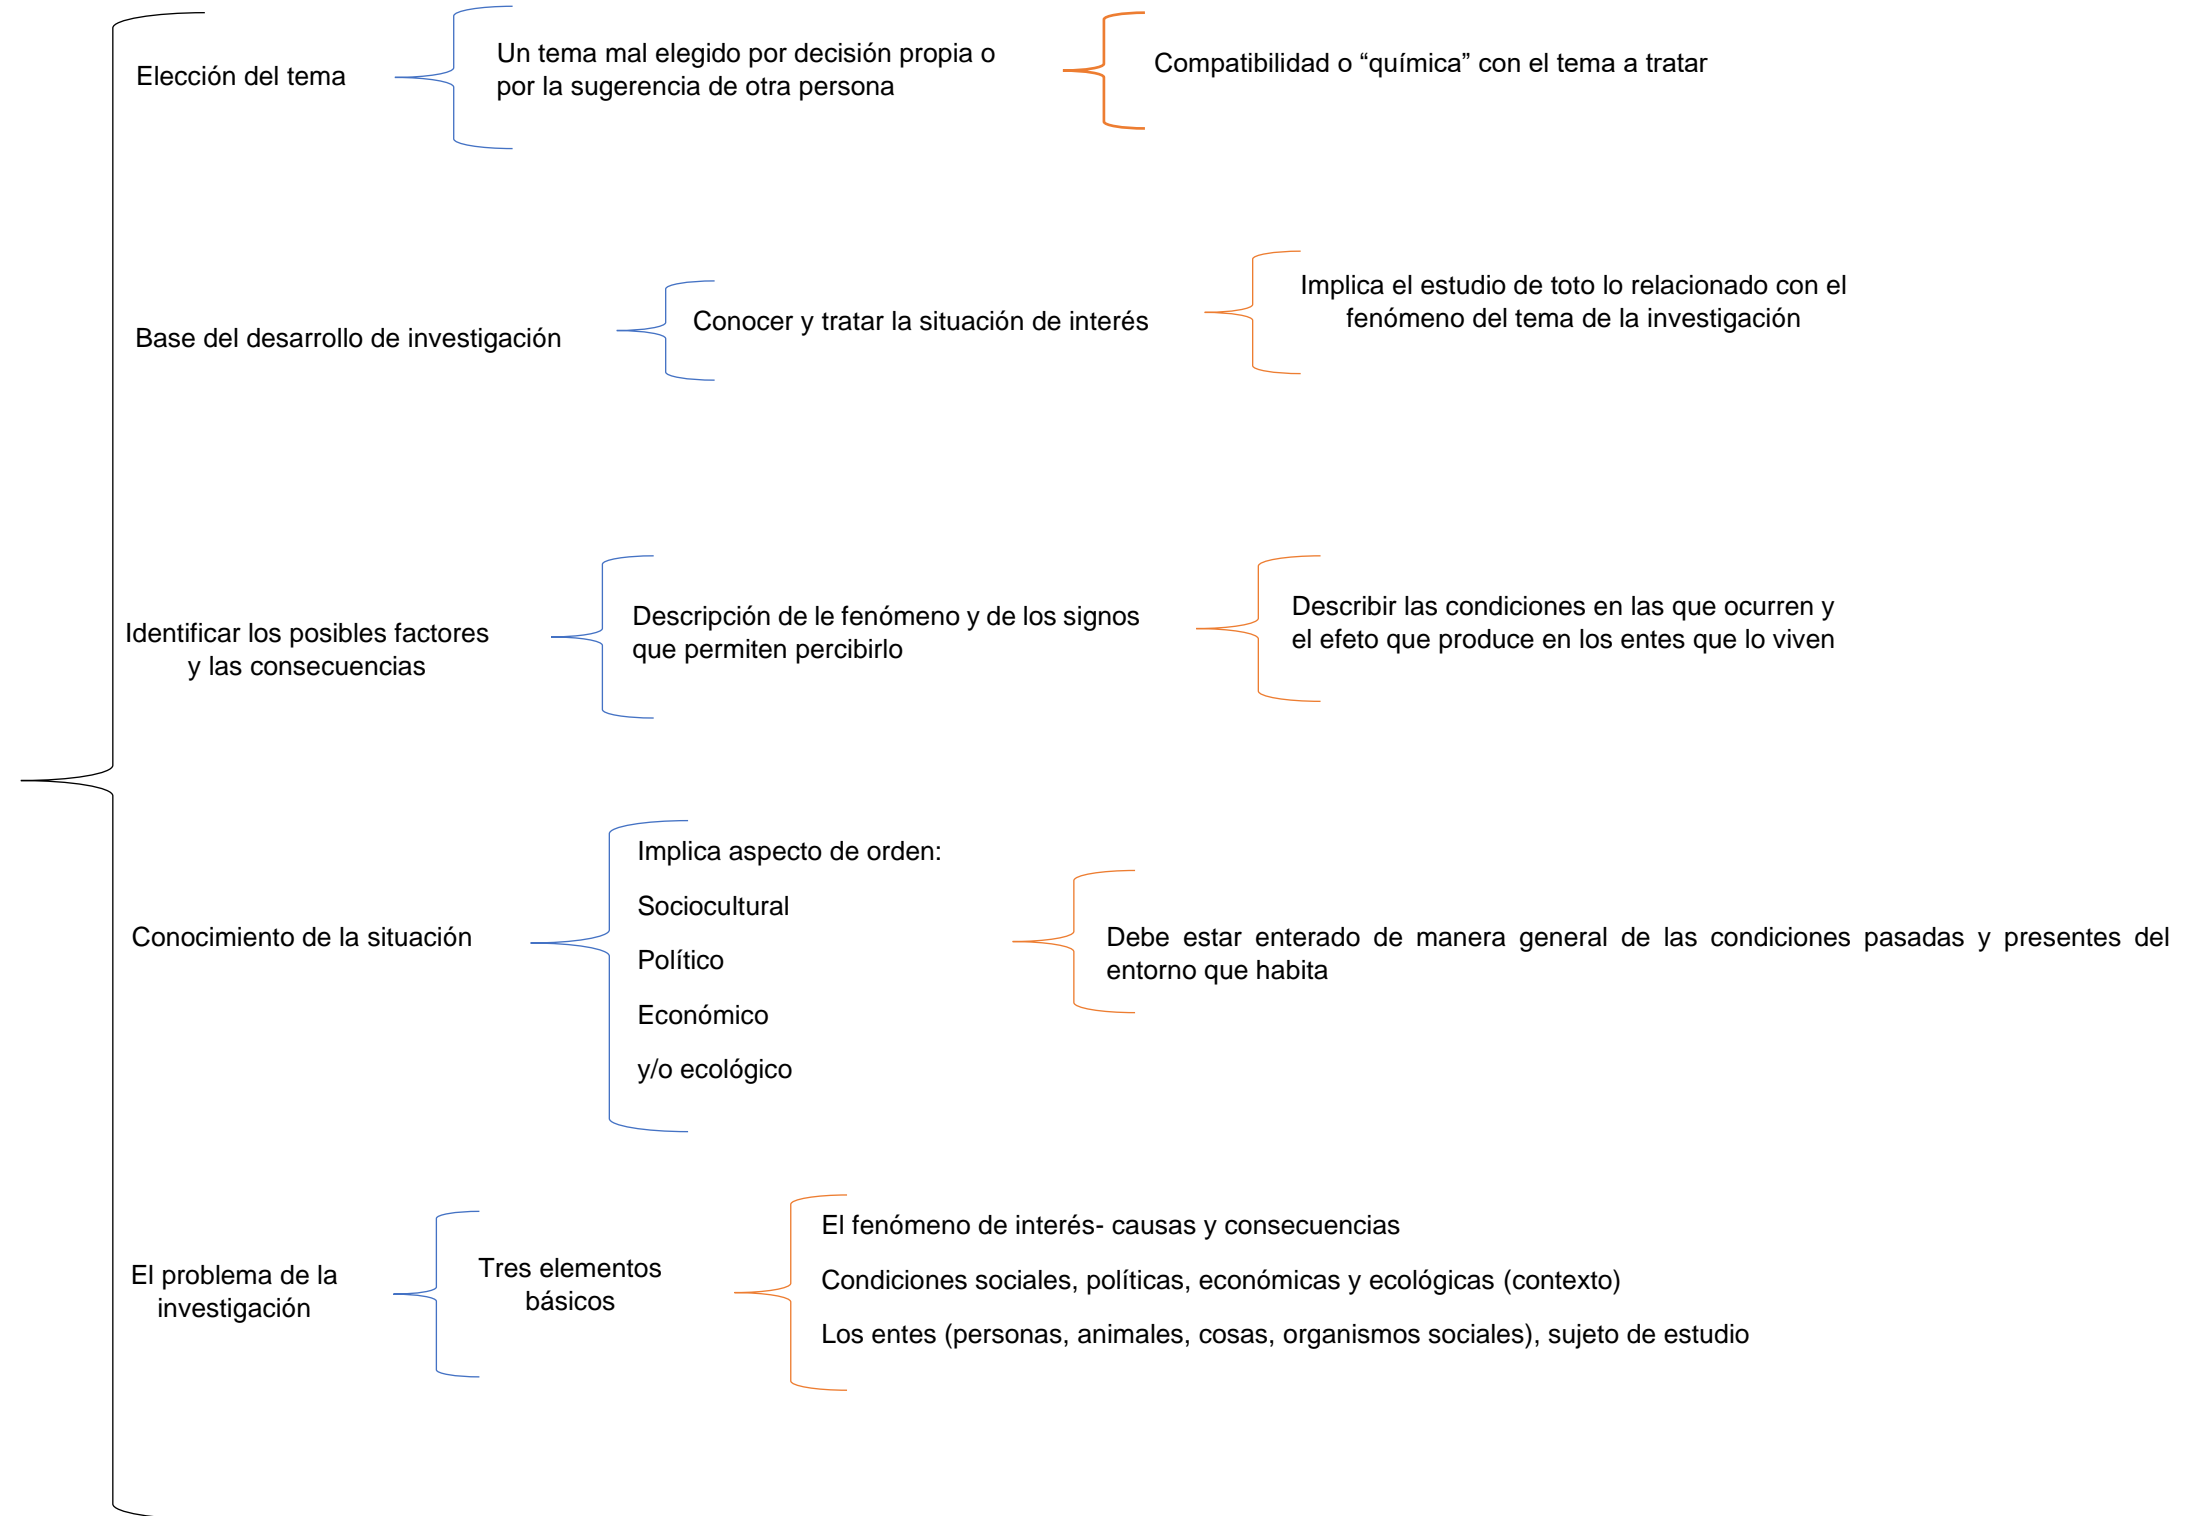 Elección del tema
Un tema mal elegido por decisión propia o
por la sugerencia de otra persona
Compatibilidad o “química” con el tema a tratar
Base del desarrollo de investigación
Conocer y tratar la situación de interés
Implica el estudio de toto lo relacionado con el
fenómeno del tema de la investigación
Identificar los posibles factores
y las consecuencias
Descripción de le fenómeno y de los signos
que permiten percibirlo
Describir las condiciones en las que ocurren y
el efeto que produce en los entes que lo viven
Conocimiento de la situación
Implica aspecto de orden:
Sociocultural
Político
Económico
y/o ecológico
Debe estar enterado de manera general de las condiciones pasadas y presentes del
entorno que habita
El problema de la
investigación
Tres elementos
básicos
El fenómeno de interés- causas y consecuencias
Condiciones sociales, políticas, económicas y ecológicas (contexto)
Los entes (personas, animales, cosas, organismos sociales), sujeto de estudio